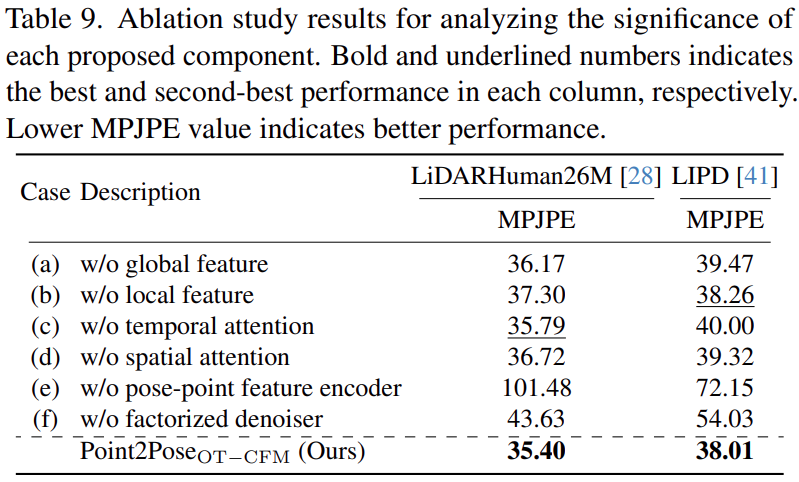 Table 9. Ablation study results for analyzing the significance of
each proposed component. Bold and underlined numbers indicates
the best and second-best performance in each column, respectively.
Lower MPJPE value indicates better performance.
Case Description LiDARHuman26M [28] LIPD [41]
MPJPE MPJPE
(a) w/o global feature 36.17 39.47
(b) w/o local feature 37.30 38.26
(c) w/o temporal attention 35.79 40.00
(d) w/o spatial attention 36.72 39.32
(e) w/o pose-point feature encoder 101.48 72.15
(f) w/o factorized denoiser 43.63 54.03
Point2PoseOT−CFM (Ours) 35.40 38.01